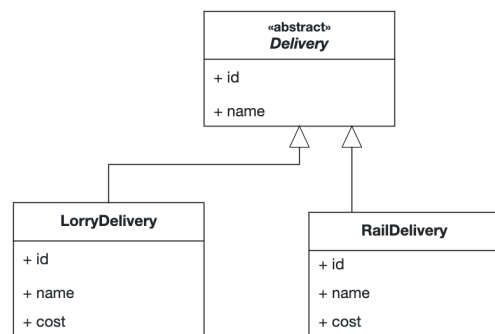 «abstract»
Delivery
+ id
+ name
LorryDelivery
+ id
+ name
+ cost
RailDelivery
+ id
+ name
+ cost